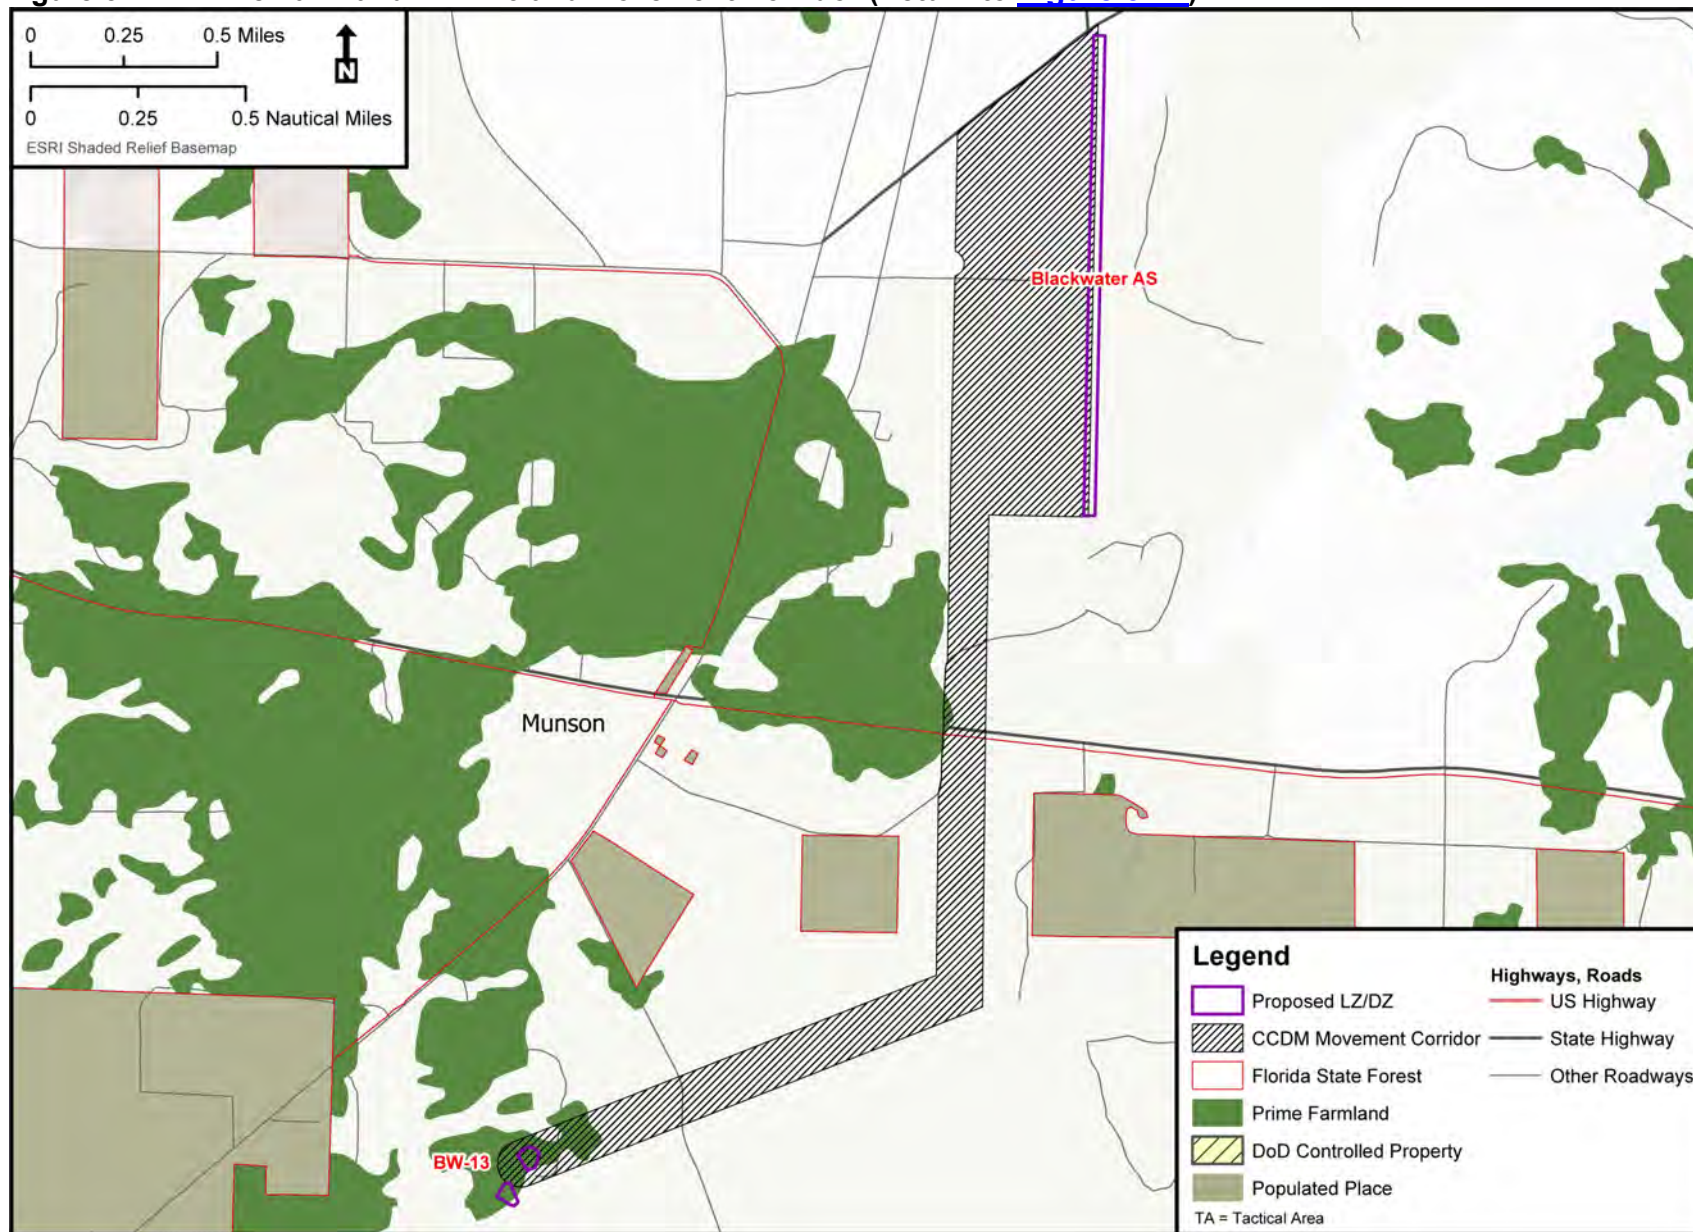 0 0.25 0.5 Miles
N
0 0.25 0.5 Nautical Miles
ESRI Shaded Relief Basemap
Blackwater AS
Munson
BW-13
Legend
Proposed LZ/DZ
CCDM Movement Corridor
Florida State Forest
Prime Farmland
DoD Controlled Property
Populated Place
TA = Tactical Area
Highways, Roads
US Highway
State Highway
Other Roadways